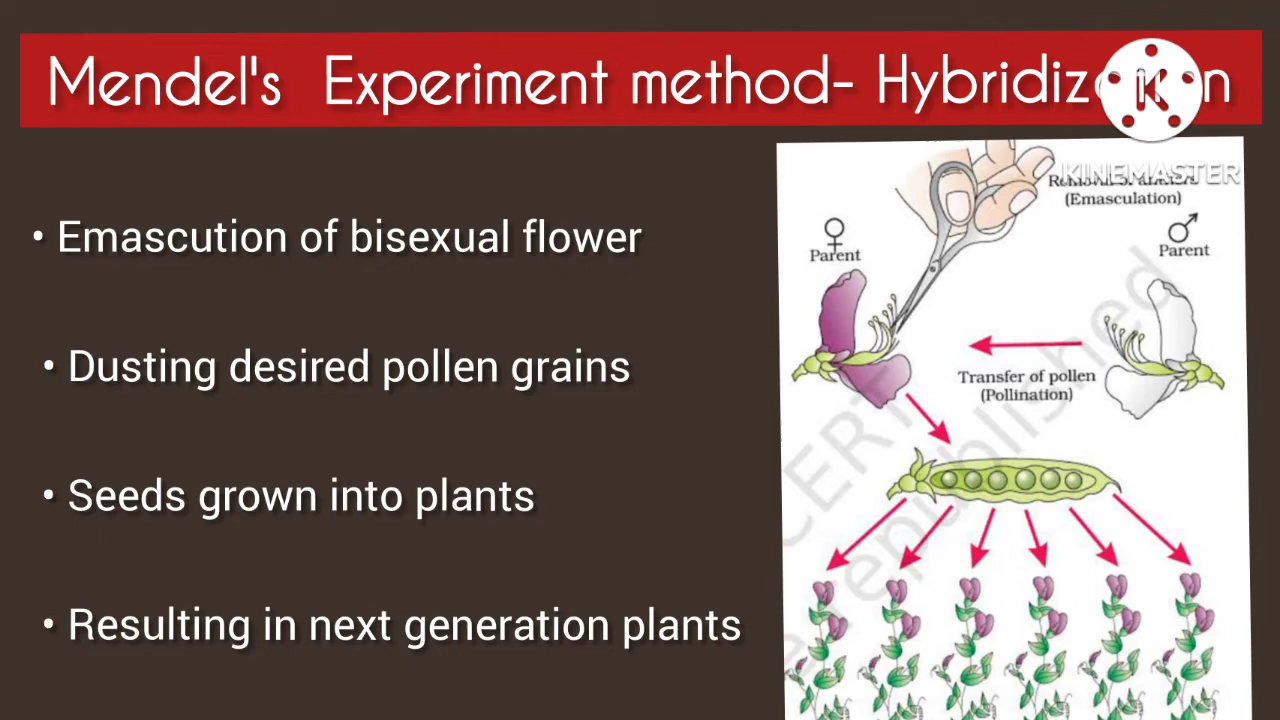 Mendel's Experiment method- Hybridiz n
K
KINEMASTER
• Emascution of bisexual flower
• Dusting desired pollen grains
• Seeds grown into plants
• Resulting in next generation plants
(Emasculation)
♀ ♂
Parent Parent
Transfer of pollen
(Pollination)